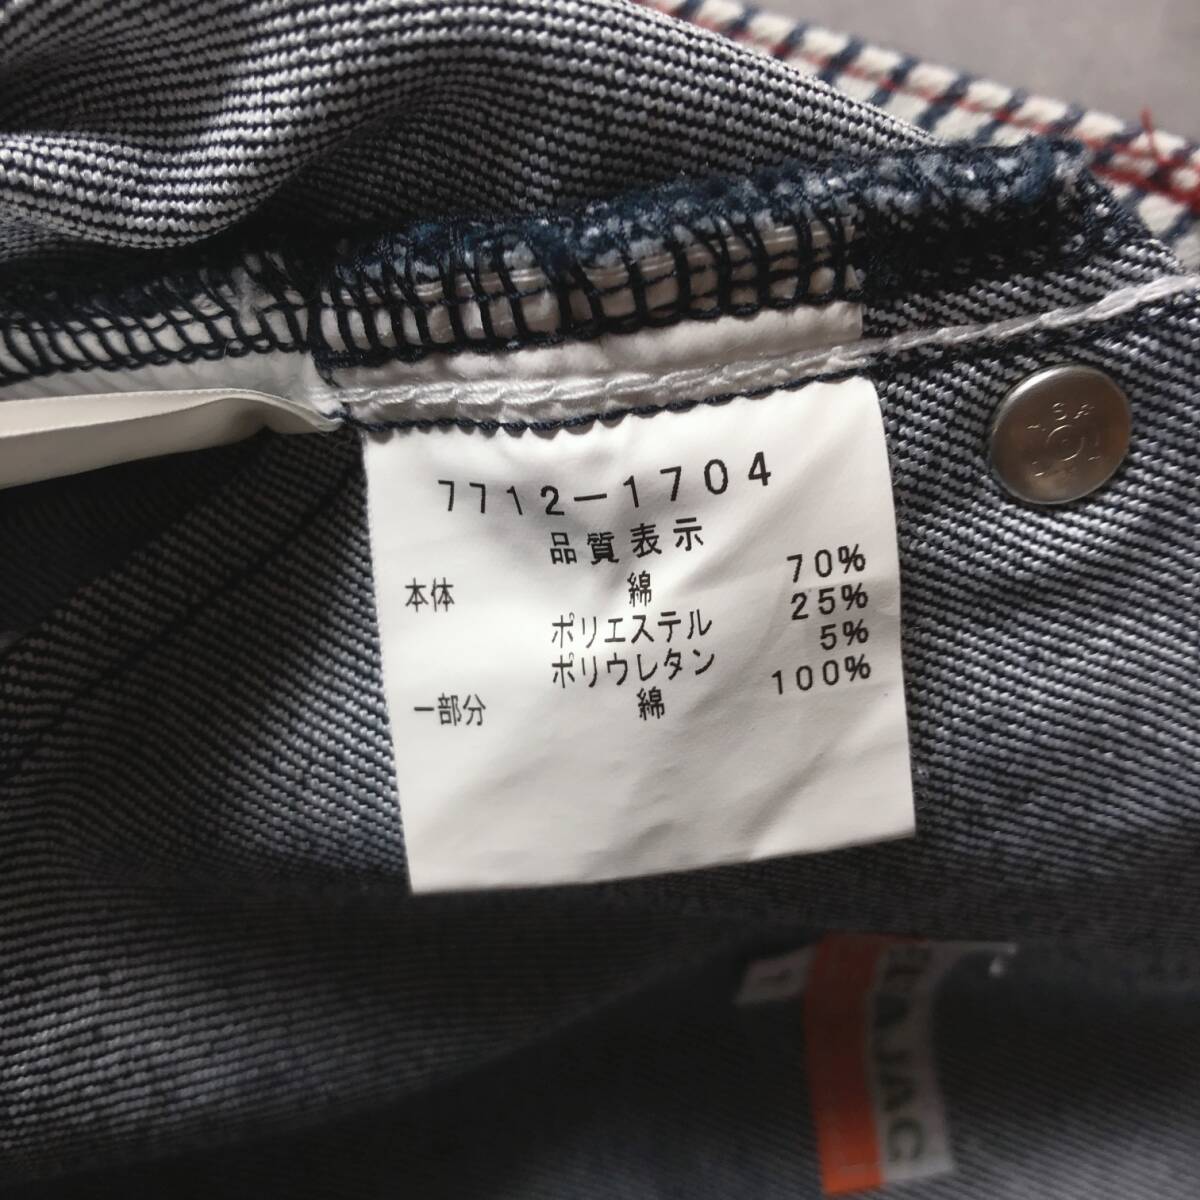 7712-1704
品質表示
本体 綿 70%
ポリエステル 25%
ポリウレタン 5%
一部分 綿 100%